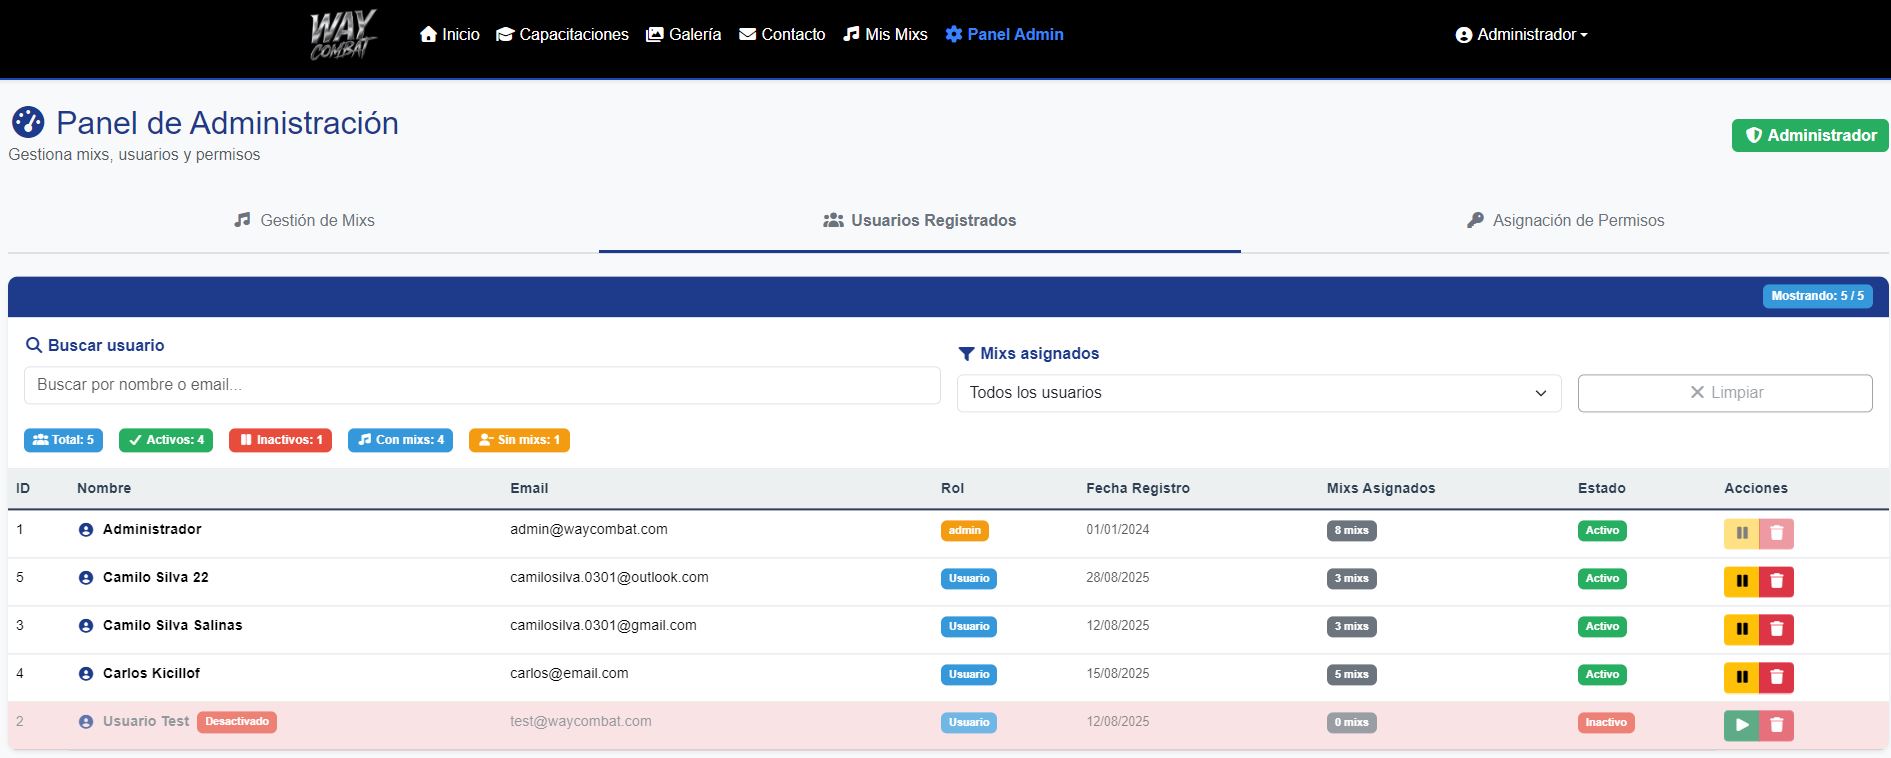 WAY COMBAT
Inicio Capacitaciones Galería Contacto Mis Mixs Panel Admin Administrador
Panel de Administración
Gestiona mixs, usuarios y permisos
Administrador
Gestión de Mixs Usuarios Registrados Asignación de Permisos
Mostrando: 5 / 5
Buscar usuario
Buscar por nombre o email...
Mixs asignados
Todos los usuarios
Limpiar
Total: 5 Activos: 4 Inactivos: 1 Con mixs: 4 Sin mixs: 1
ID Nombre Email Rol Fecha Registro Mixs Asignados Estado Acciones
1 Administrador admin@waycombat.com admin 01/01/2024 8 mixs Activo
5 Camilo Silva 22 camilosilva.0301@outlook.com Usuario 28/08/2025 3 mixs Activo
3 Camilo Silva Salinas camilosilva.0301@gmail.com Usuario 12/08/2025 3 mixs Activo
4 Carlos Kicillof carlos@email.com Usuario 15/08/2025 5 mixs Activo
2 Usuario Test Desactivado test@waycombat.com Usuario 12/08/2025 0 mixs Inactivo